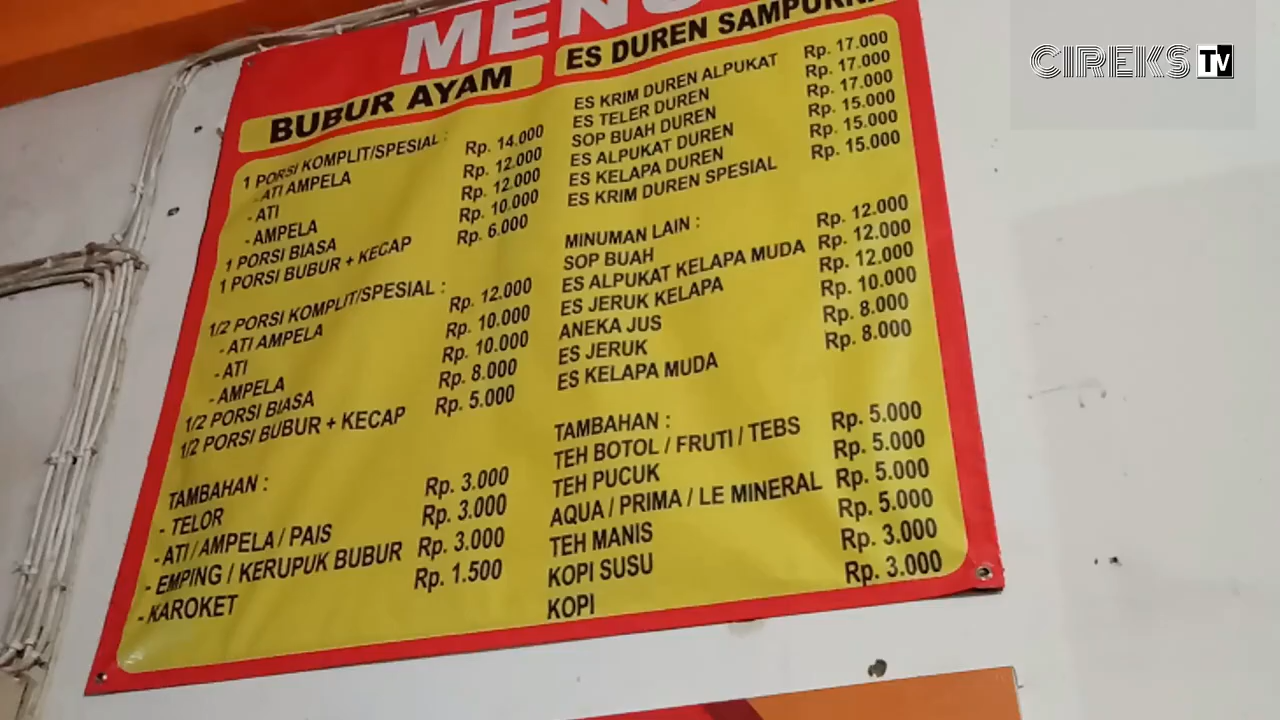 MENU
BUBUR AYAM
1 PORSI KOMPLIT/SPESIAL :
-ATI AMPELA Rp. 14.000
-ATI Rp. 12.000
-AMPELA Rp. 12.000
1 PORSI BIASA Rp. 10.000
1 PORSI BUBUR + KECAP Rp. 6.000
1/2 PORSI KOMPLIT/SPESIAL :
-ATI AMPELA Rp. 12.000
-ATI Rp. 10.000
-AMPELA Rp. 10.000
1/2 PORSI BIASA Rp. 8.000
1/2 PORSI BUBUR + KECAP Rp. 5.000
TAMBAHAN :
- TELOR Rp. 3.000
-ATI / AMPELA / PAIS Rp. 3.000
- EMPING / KERUPUK BUBUR Rp. 3.000
-KAROKET Rp. 1.500
ES DUREN SAMPURNA
ES KRIM DUREN ALPUKAT Rp. 17.000
ES TELER DUREN Rp. 17.000
SOP BUAH DUREN Rp. 17.000
ES ALPUKAT DUREN Rp. 15.000
ES KELAPA DUREN Rp. 15.000
ES KRIM DUREN SPESIAL Rp. 15.000
MINUMAN LAIN :
SOP BUAH Rp. 12.000
ES ALPUKAT KELAPA MUDA Rp. 12.000
ES JERUK KELAPA Rp. 12.000
ANEKA JUS Rp. 10.000
ES JERUK Rp. 8.000
ES KELAPA MUDA Rp. 8.000
TAMBAHAN :
TEH BOTOL / FRUTI / TEBS Rp. 5.000
TEH PUCUK Rp. 5.000
AQUA / PRIMA / LE MINERAL Rp. 5.000
TEH MANIS Rp. 5.000
KOPI SUSU Rp. 3.000
KOPI Rp. 3.000
CIREKS TV